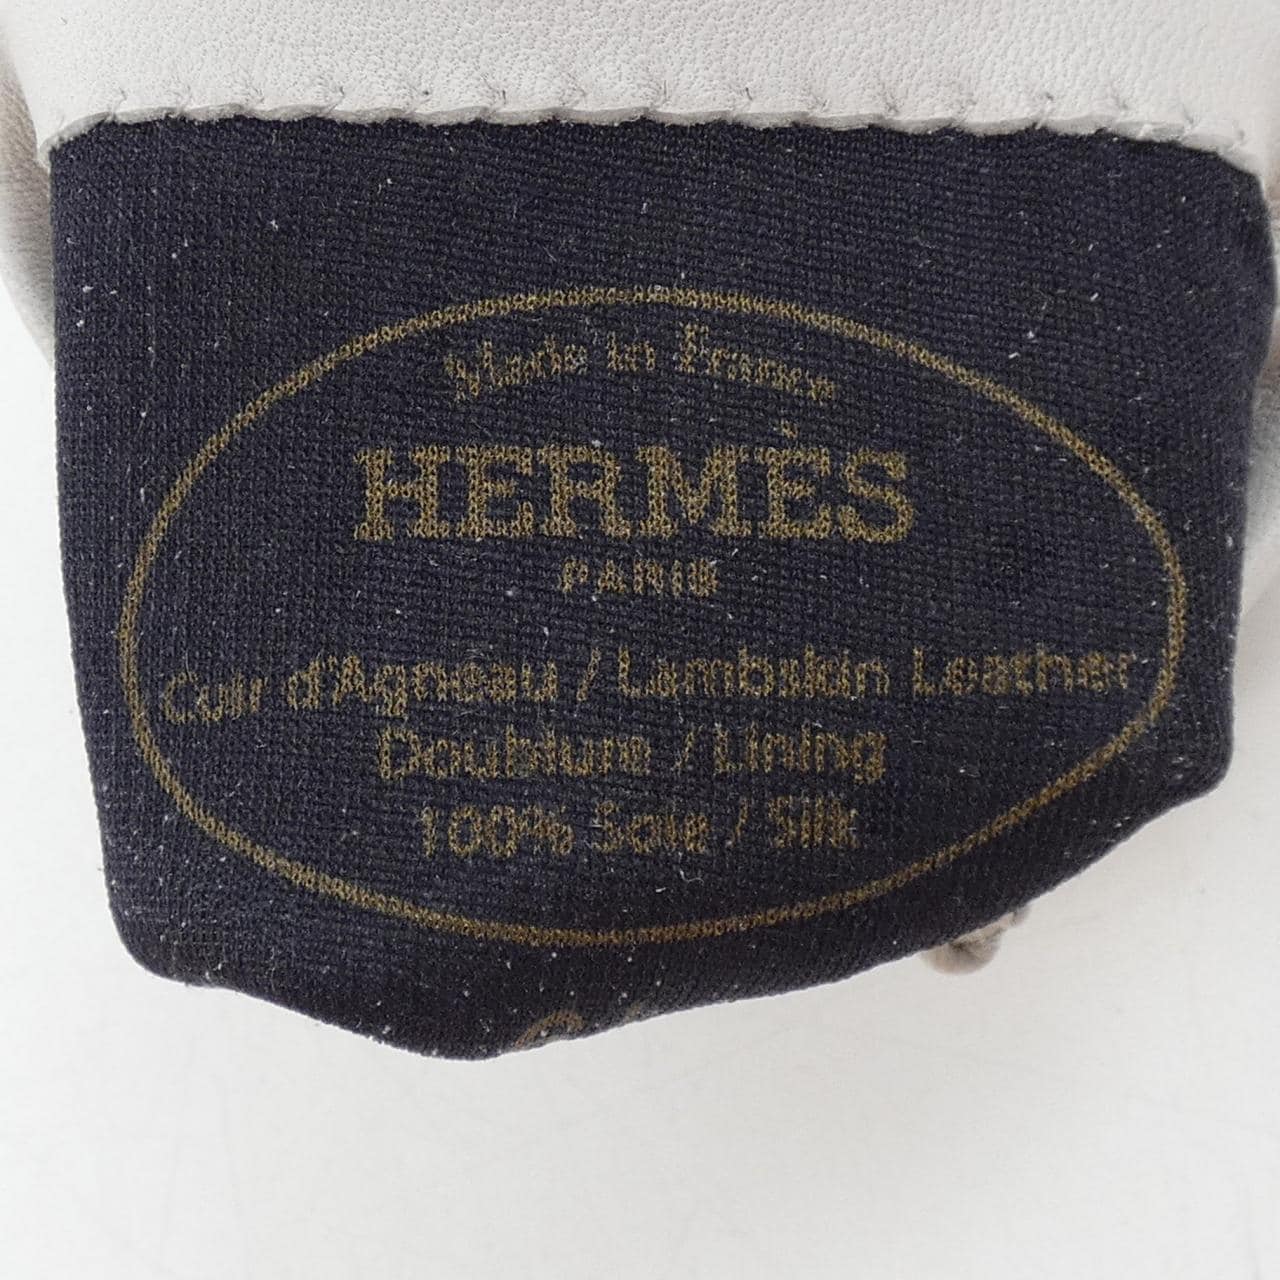 Made in France
HERMÈS
PARIS
Cuir d'Agneau / Lambskin Leather
Doublure / Lining
100% Soie / Silk